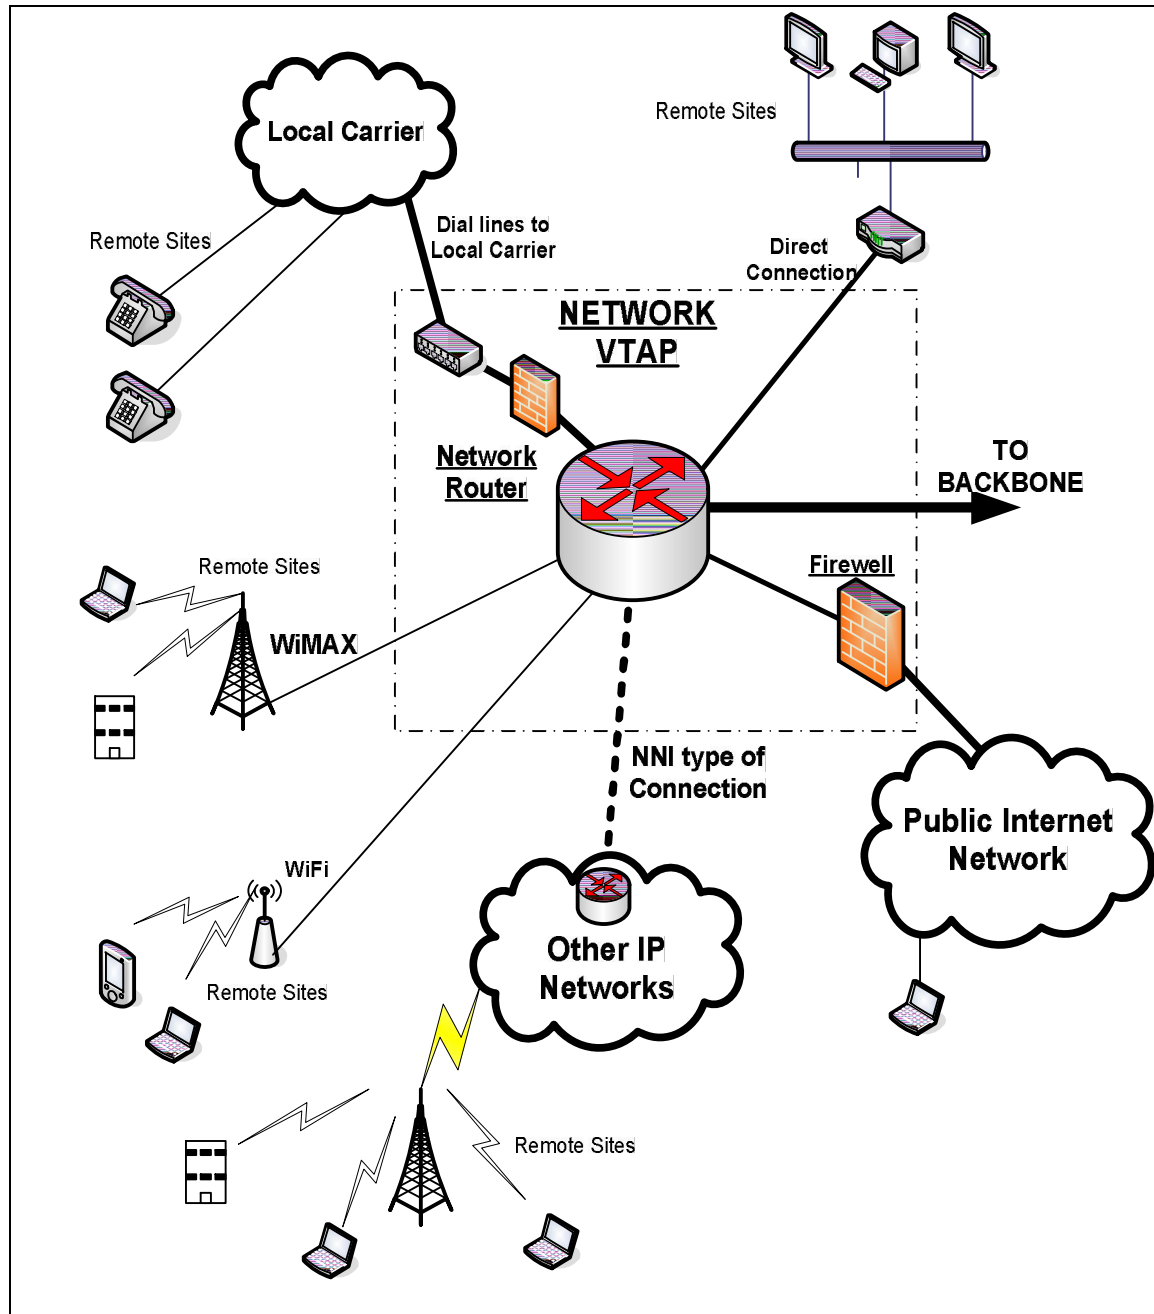 Remote Sites
Local Carrier
Remote Sites
Dial lines to
Local Carrier
Direct
Connection
NETWORK
VTAP
Network
Router
TO
BACKBONE
Firewell
Remote Sites
WiMAX
NNI type of
Connection
Public Internet
Network
WiFi
Remote Sites
Other IP
Networks
Remote Sites